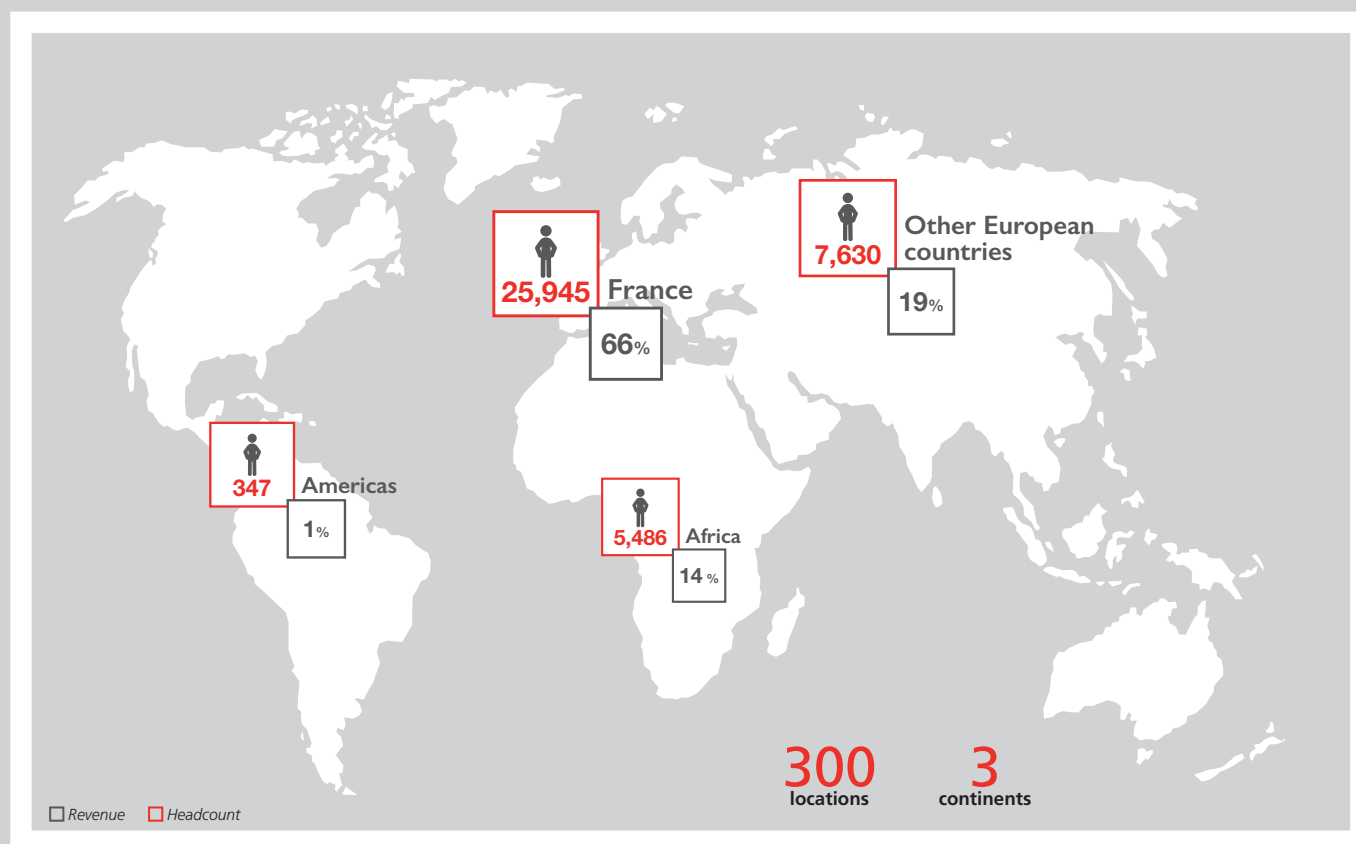 7,630
Other European
countries
19%
25,945
France
66%
347
Americas
1%
5,486
Africa
14 %
300
locations
3
continents
Revenue
Headcount